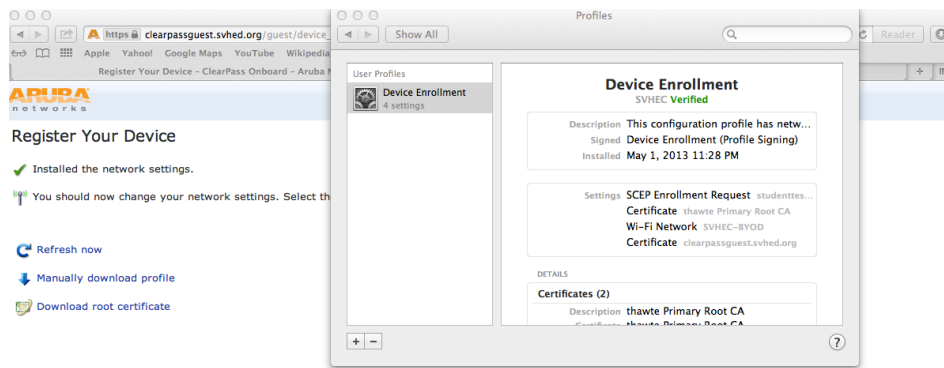 Profiles
https clearpassguest.svhed.org/guest/device_
Show All
Reader
Apple Yahoo! Google Maps YouTube Wikipedia
Register Your Device – ClearPass Onboard – Aruba N
ARUBA
networks
Register Your Device
Installed the network settings.
You should now change your network settings. Select th
Refresh now
Manually download profile
Download root certificate
User Profiles
Device Enrollment
4 settings
Device Enrollment
SVHEC Verified
Description This configuration profile has netw...
Signed Device Enrollment (Profile Signing)
Installed May 1, 2013 11:28 PM
Settings SCEP Enrollment Request studenttes...
Certificate thawte Primary Root CA
Wi-Fi Network SVHEC-BYOD
Certificate clearpassguest.svhed.org
DETAILS
Certificates (2)
Description thawte Primary Root CA
Certificate thawte Primary Root CA
+ −
?